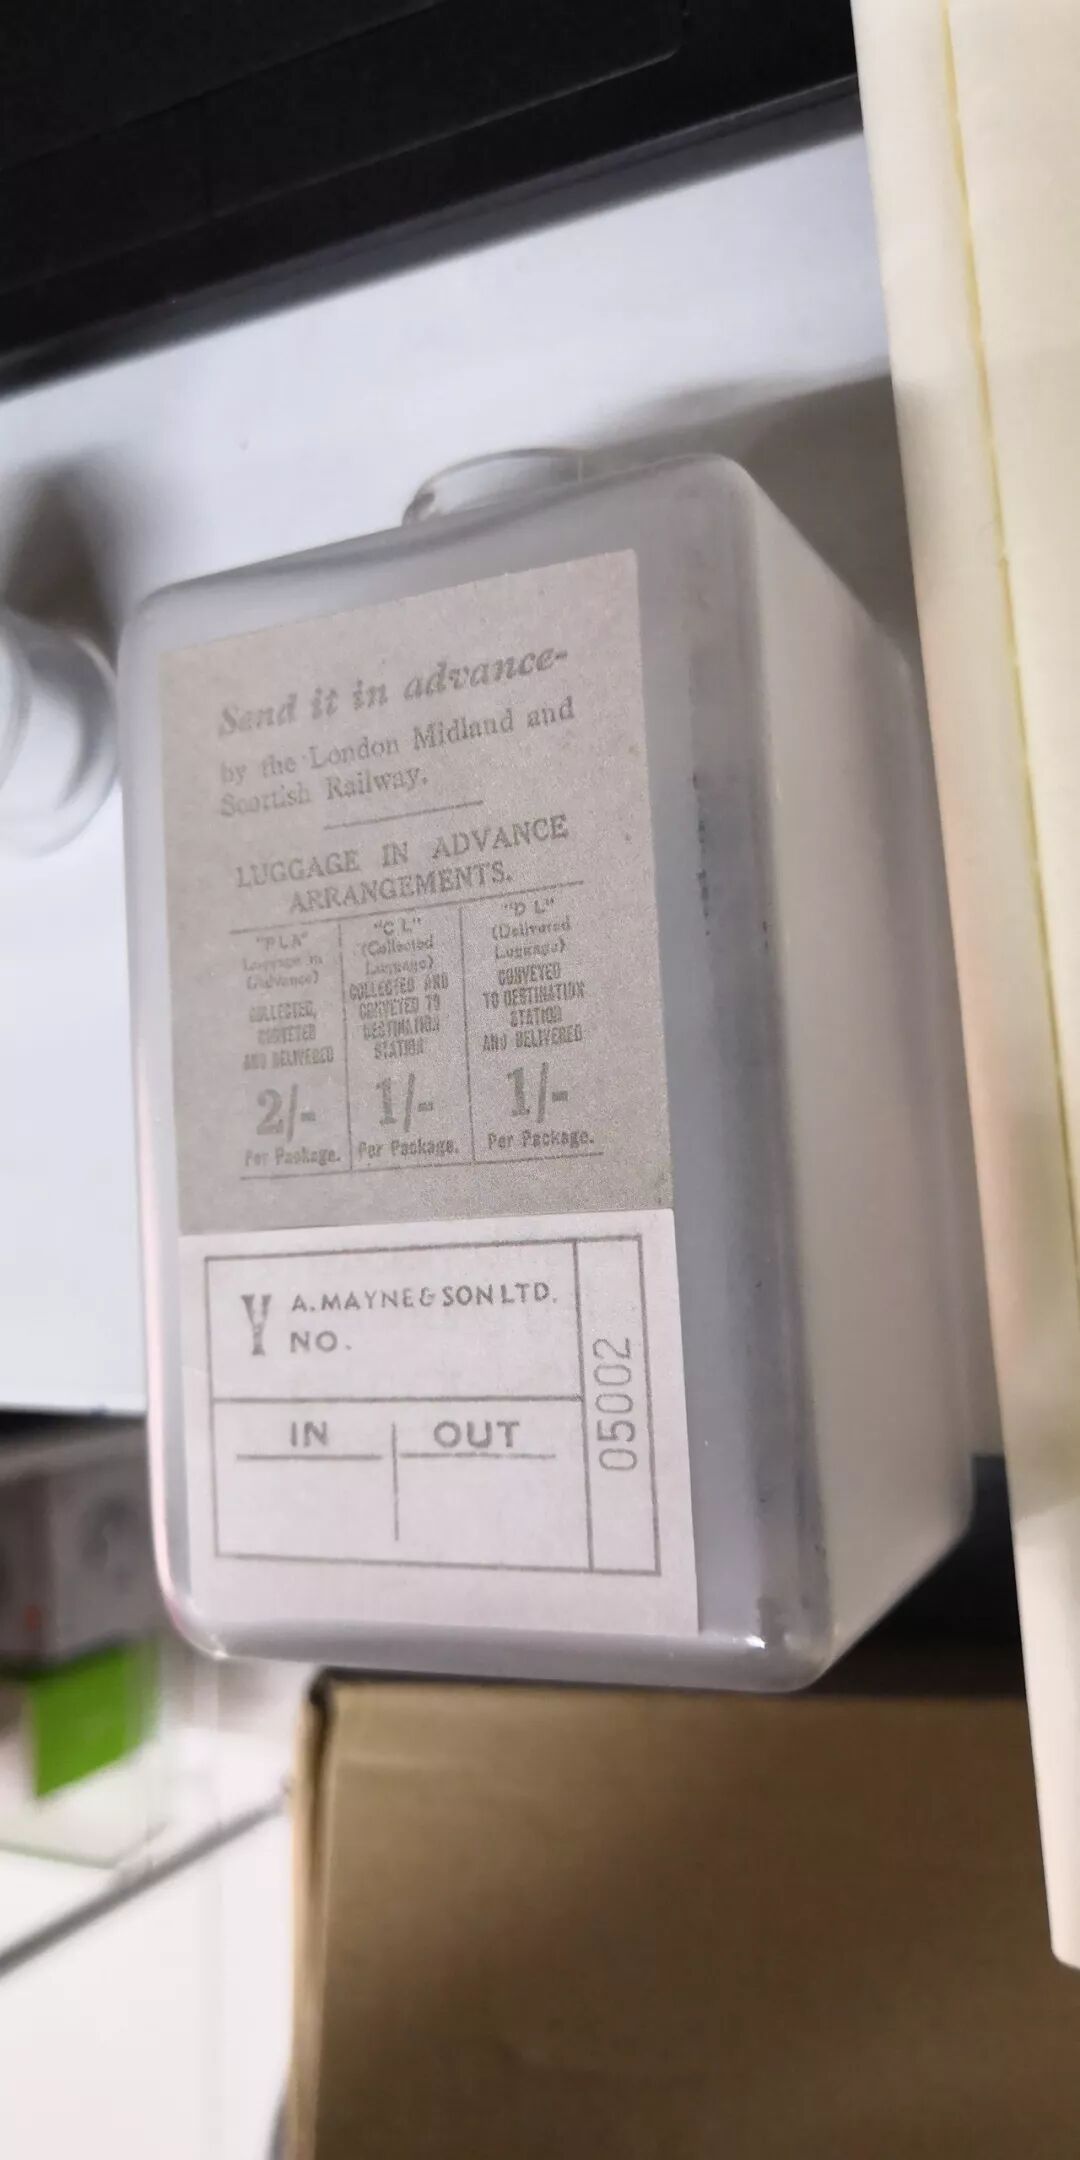 Send it in advance-
by the London Midland and
Scottish Railway.
LUGGAGE IN ADVANCE
ARRANGEMENTS.
"PLA"
Luggage in
Advance)
COLLECTED,
CONVEYED
AND DELIVERED
2/-
Per Package.
"C L"
(Collected
Luggage)
COLLECTED AND
CONVEYED TO
DESTINATION
STATION
1/-
Per Package.
"D L"
(Delivered
Luggage)
CONVEYED
TO DESTINATION
STATION
AND DELIVERED
1/-
Per Package.
A. MAYNE & SON LTD.
NO.
IN OUT
05002